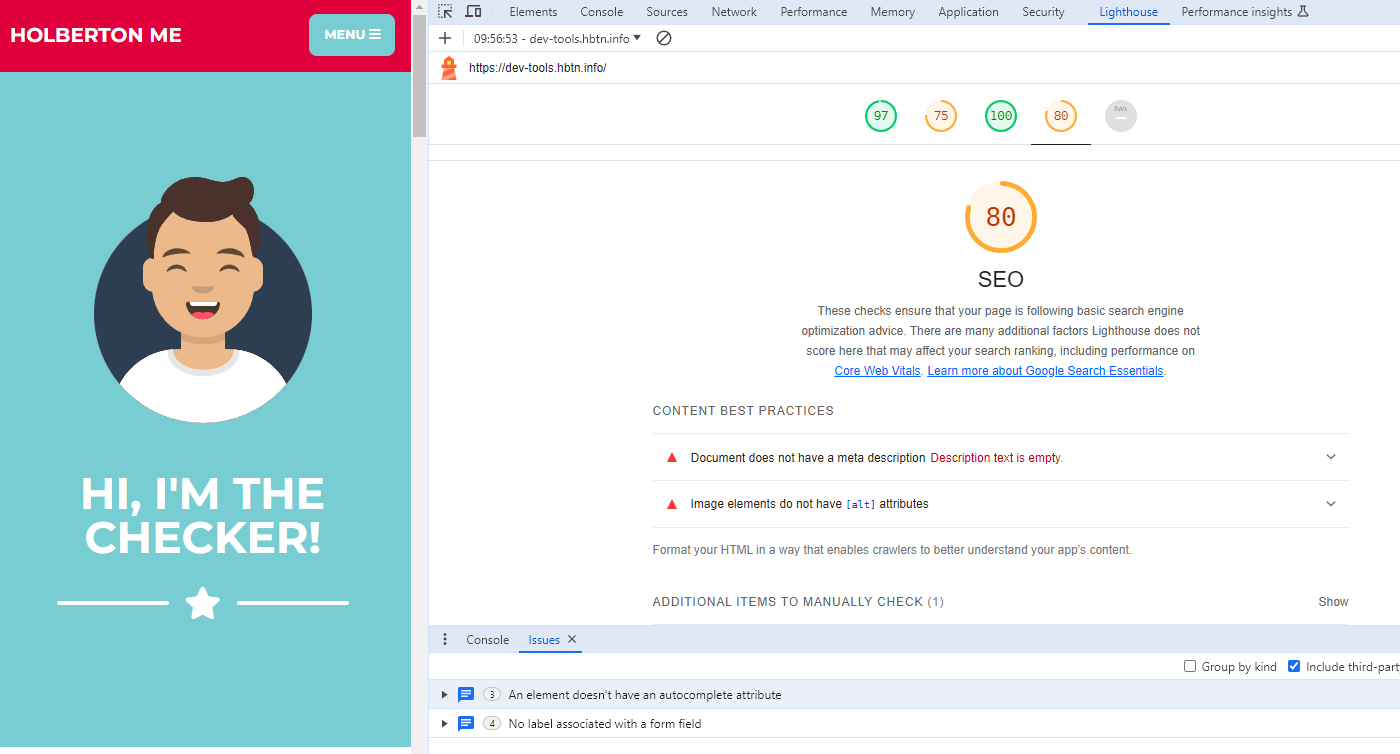 HOLBERTON ME
MENU
HI, I'M THE
CHECKER!
Elements Console Sources Network Performance Memory Application Security Lighthouse Performance insights
09:56:53 - dev-tools.hbtn.info
https://dev-tools.hbtn.info/
97 75 100 80 PWA
80
SEO
These checks ensure that your page is following basic search engine
optimization advice. There are many additional factors Lighthouse does not
score here that may affect your search ranking, including performance on
Core Web Vitals. Learn more about Google Search Essentials.
CONTENT BEST PRACTICES
Document does not have a meta description Description text is empty.
Image elements do not have [alt] attributes
Format your HTML in a way that enables crawlers to better understand your app's content.
ADDITIONAL ITEMS TO MANUALLY CHECK (1) Show
Console Issues
Group by kind Include third-part
3 An element doesn't have an autocomplete attribute
4 No label associated with a form field